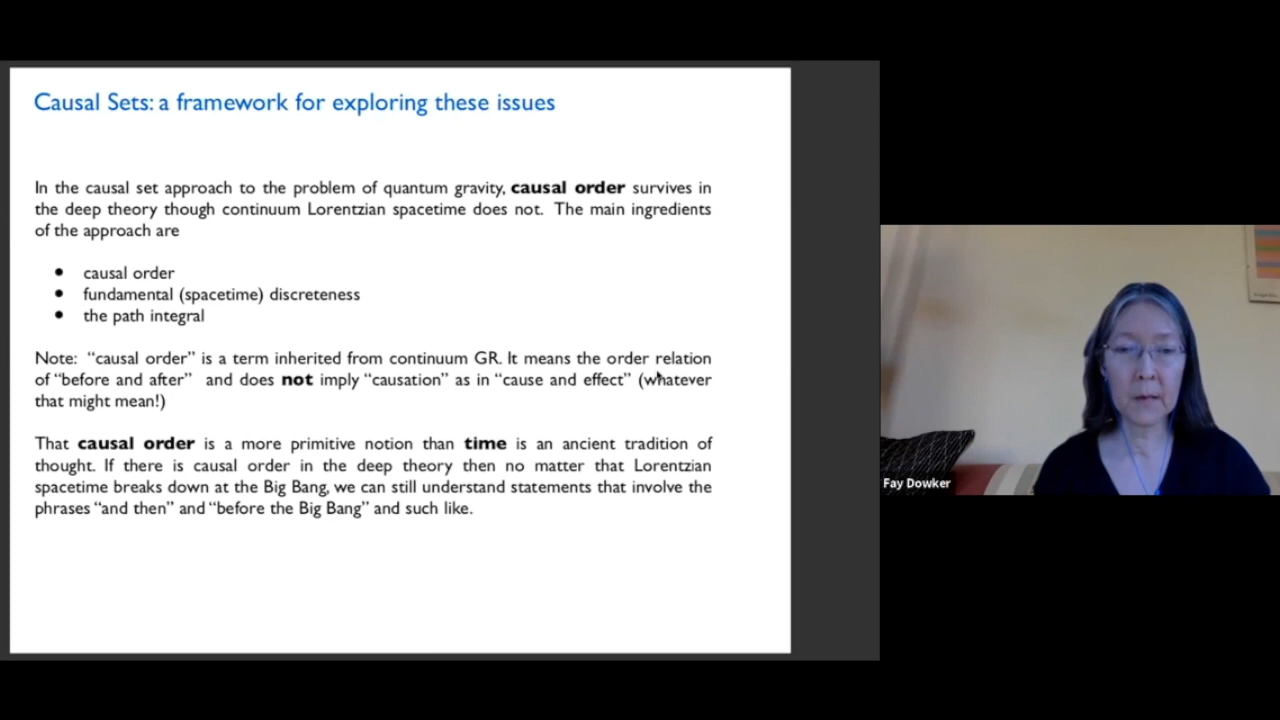 Causal Sets: a framework for exploring these issues
In the causal set approach to the problem of quantum gravity, causal order survives in
the deep theory though continuum Lorentzian spacetime does not. The main ingredients
of the approach are
• causal order
• fundamental (spacetime) discreteness
• the path integral
Note: “causal order” is a term inherited from continuum GR. It means the order relation
of “before and after” and does not imply “causation” as in “cause and effect” (whatever
that might mean!)
That causal order is a more primitive notion than time is an ancient tradition of
thought. If there is causal order in the deep theory then no matter that Lorentzian
spacetime breaks down at the Big Bang, we can still understand statements that involve the
phrases “and then” and “before the Big Bang” and such like.
Fay Dowker